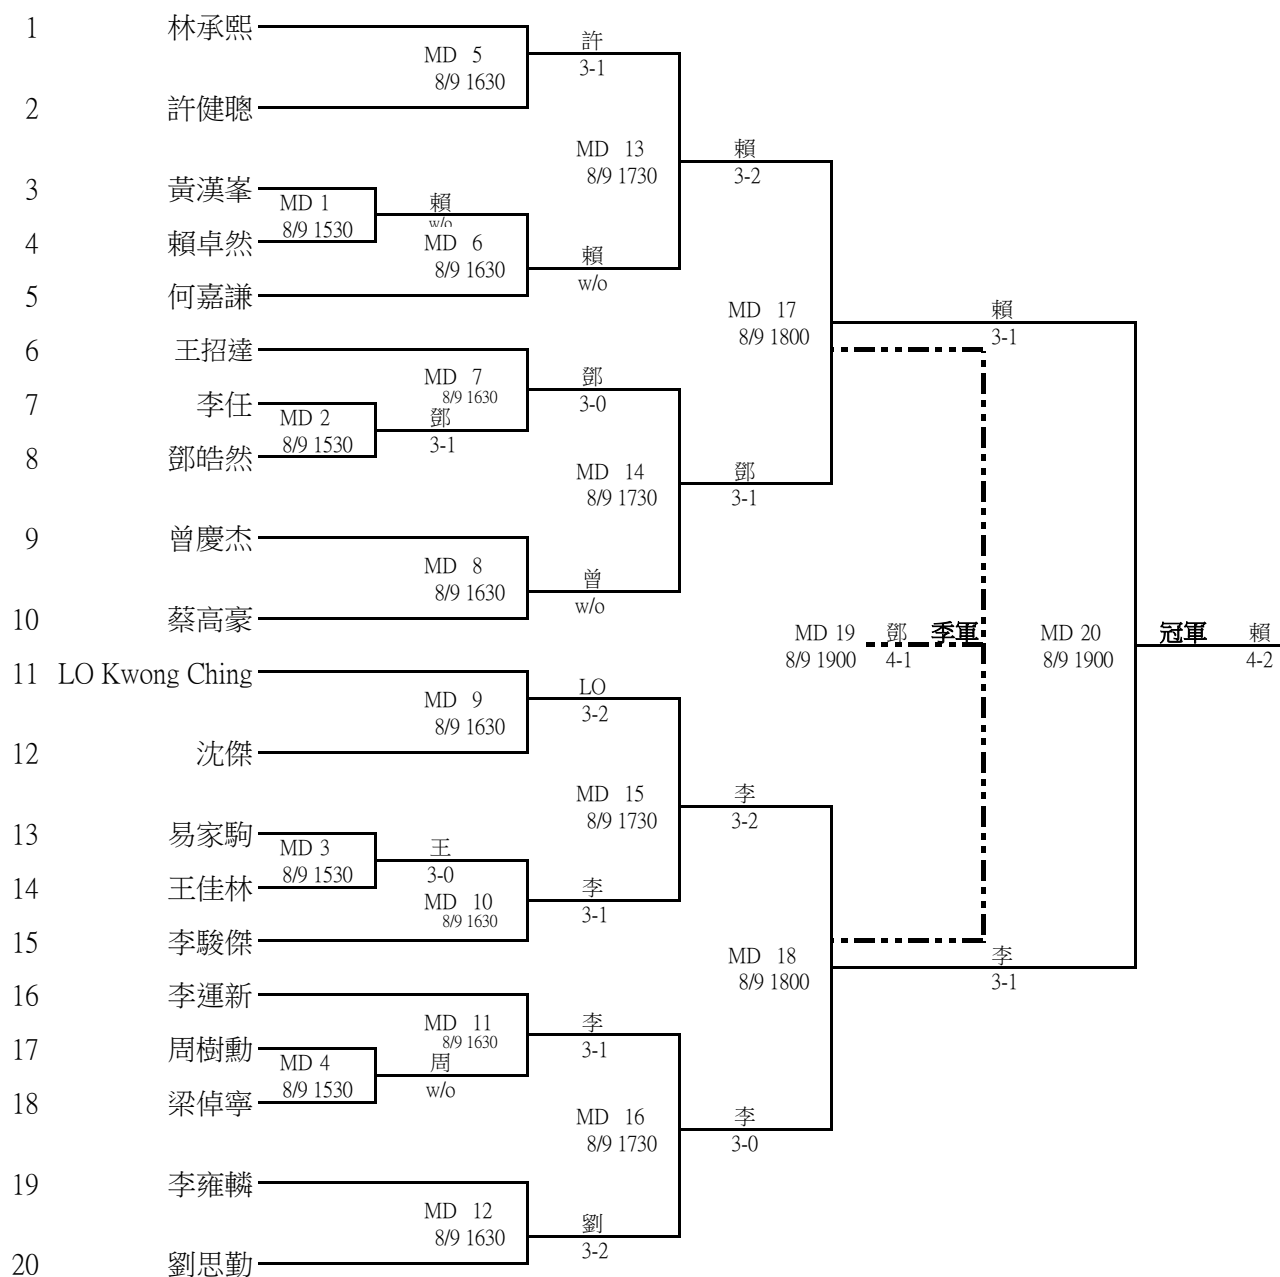 1 林承熙
許
MD 5
3-1
8/9 1630
2 許健聰
MD 13
賴
8/9 1730
3-2
3 黃漢峯
MD 1
賴
8/9 1530
w/o
4 賴卓然
MD 6
賴
8/9 1630
w/o
5 何嘉謙
MD 17
賴
8/9 1800
3-1
6 王招達
MD 7
鄧
8/9 1630
3-0
7 李任
MD 2
鄧
8/9 1530
3-1
8 鄧皓然
MD 14
鄧
8/9 1730
3-1
9 曾慶杰
MD 8
曾
8/9 1630
w/o
10 蔡高豪
MD 19 鄧 季軍
8/9 1900 4-1
MD 20 冠軍 賴
8/9 1900 4-2
11 LO Kwong Ching
LO
MD 9
3-2
8/9 1630
12 沈傑
MD 15
李
8/9 1730
3-2
13 易家駒
MD 3
王
8/9 1530
3-0
14 王佳林
MD 10
李
8/9 1630
3-1
15 李駿傑
MD 18
李
8/9 1800
3-1
16 李運新
MD 11
李
8/9 1630
3-1
17 周樹勳
MD 4
周
8/9 1530
w/o
18 梁倬寧
MD 16
李
8/9 1730
3-0
19 李雍轔
MD 12
劉
8/9 1630
3-2
20 劉思勤